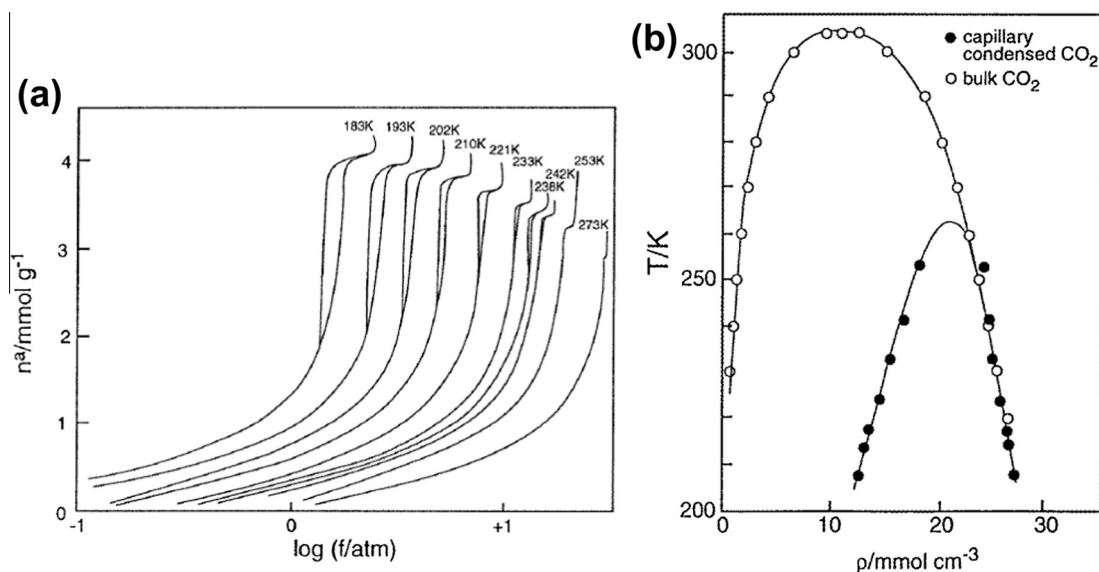 (a)
183K 193K 202K
210K 221K
233K 253K
242K
238K
273K
4
3
2
1
0
-1 0 +1
nᵃ/mmol g⁻¹
log (f/atm)
(b)
● capillary
condensed CO₂
○ bulk CO₂
300
250
200
T/K
0 10 20 30
ρ/mmol cm⁻³